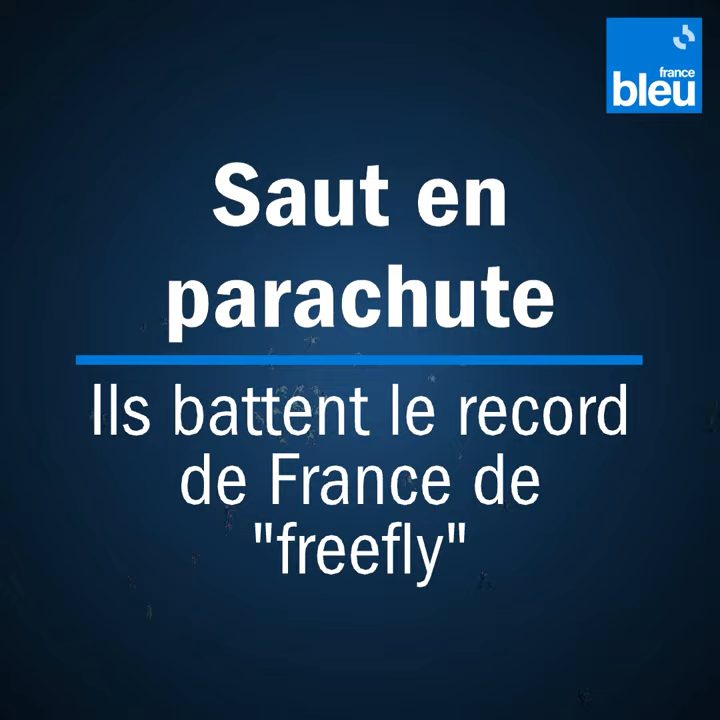 france
bleu
Saut en
parachute
Ils battent le record
de France de
"freefly"